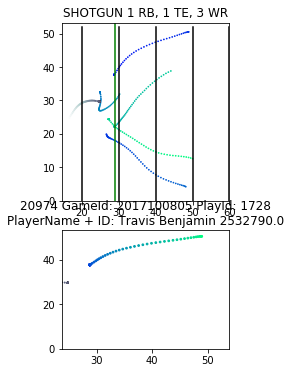 SHOTGUN 1 RB, 1 TE, 3 WR
50
40
30
20
10
0
20 30 40 50 60
20974 GameId: 2017100805 PlayId: 1728
PlayerName + ID: Travis Benjamin 2532790.0
40
20
0
30 40 50